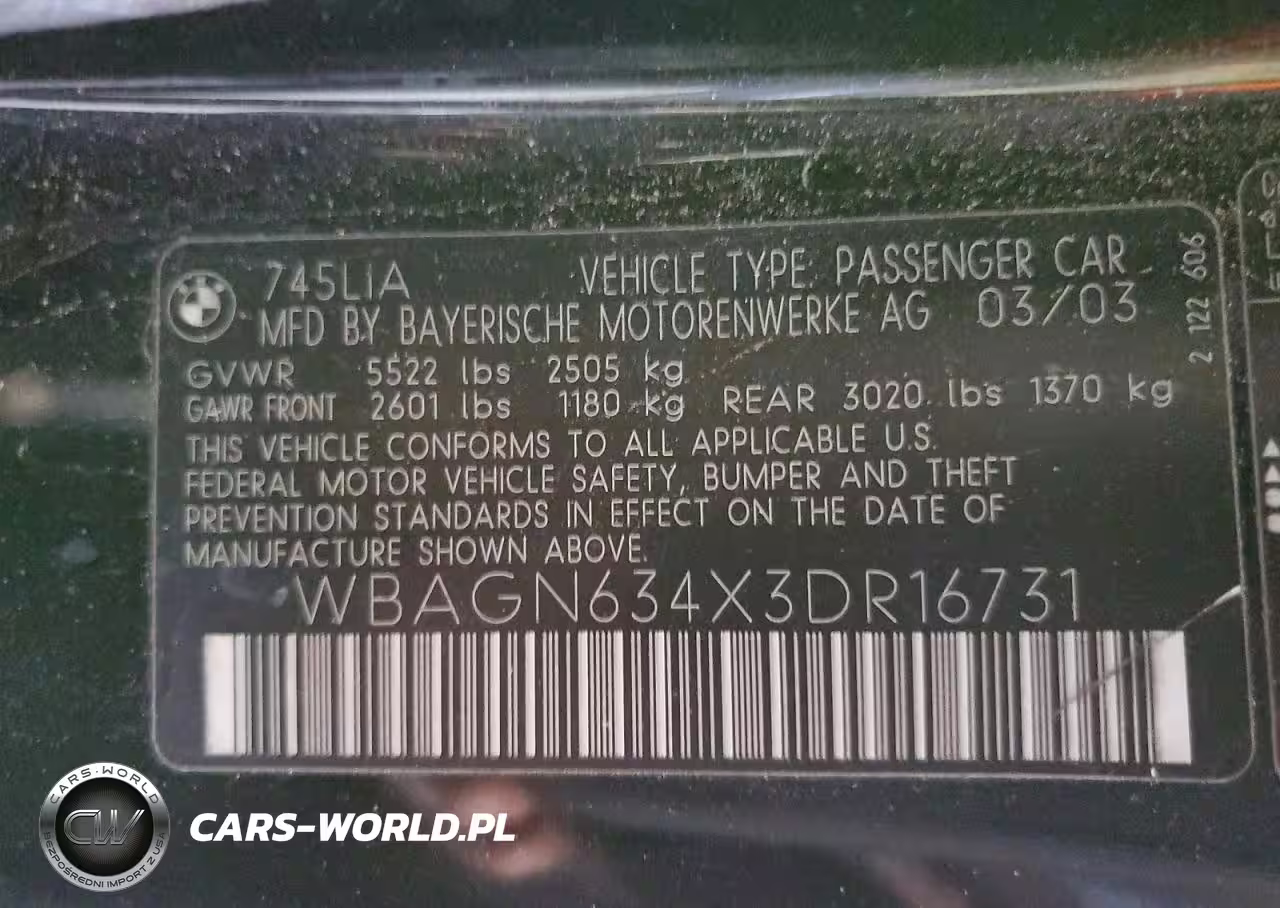 745LiA VEHICLE TYPE: PASSENGER CAR
MFD BY BAYERISCHE MOTORENWERKE AG 03/03
GVWR 5522 lbs 2505 kg
GAWR FRONT 2601 lbs 1180 kg REAR 3020 lbs 1370 kg
THIS VEHICLE CONFORMS TO ALL APPLICABLE U.S.
FEDERAL MOTOR VEHICLE SAFETY, BUMPER AND THEFT
PREVENTION STANDARDS IN EFFECT ON THE DATE OF
MANUFACTURE SHOWN ABOVE.
WBAGN634X3DR16731
2 122 606
CARS-WORLD
CW
BEZPOŚREDNI IMPORT Z USA
CARS-WORLD.PL